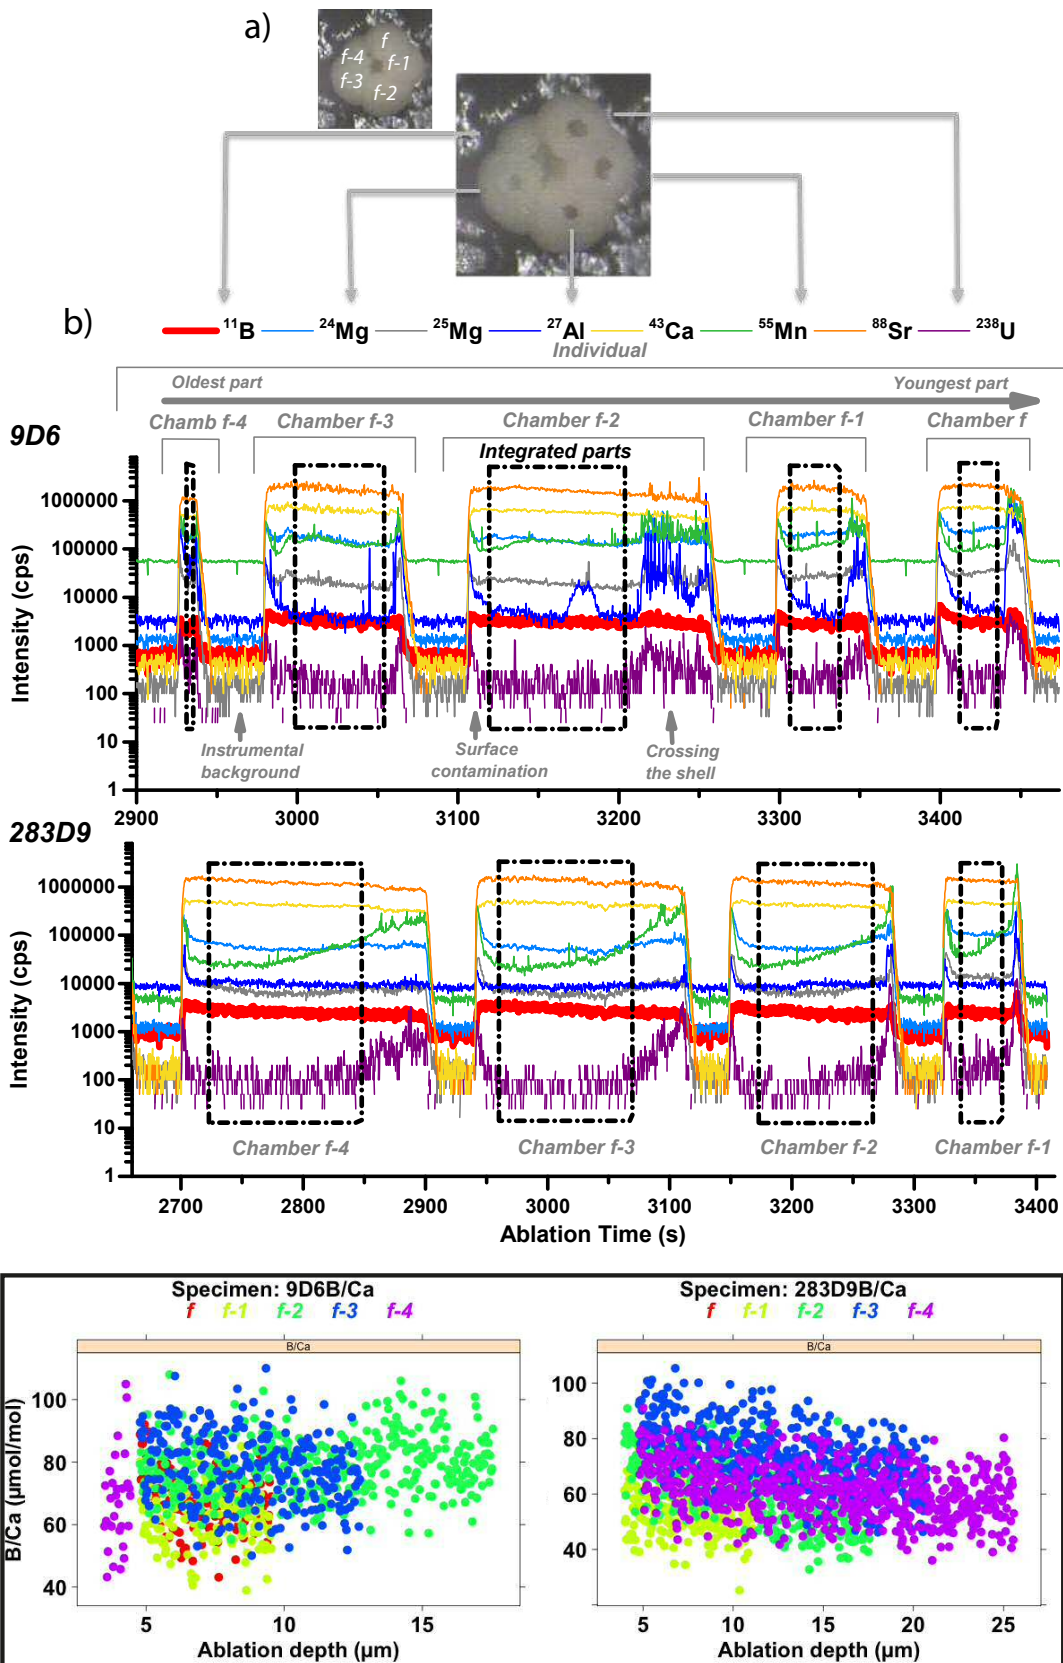 a)
f
f-4
f-1
f-3
f-2
b)
11B 24Mg 25Mg 27Al 43Ca 55Mn 88Sr 238U
Individual
Oldest part Youngest part
Chamb f-4 Chamber f-3 Chamber f-2 Chamber f-1 Chamber f
9D6
Integrated parts
1000000
100000
10000
1000
100
10
1
Intensity (cps)
Instrumental background
Surface contamination
Crossing the shell
2900 3000 3100 3200 3300 3400
283D9
1000000
100000
10000
1000
100
10
1
Intensity (cps)
Chamber f-4 Chamber f-3 Chamber f-2 Chamber f-1
2700 2800 2900 3000 3100 3200 3300 3400
Ablation Time (s)
Specimen: 9D6B/Ca
f f-1 f-2 f-3 f-4
B/Ca
100
80
60
40
B/Ca (µmol/mol)
5 10 15
Ablation depth (µm)
Specimen: 283D9B/Ca
f f-1 f-2 f-3 f-4
B/Ca
100
80
60
40
5 10 15 20 25
Ablation depth (µm)